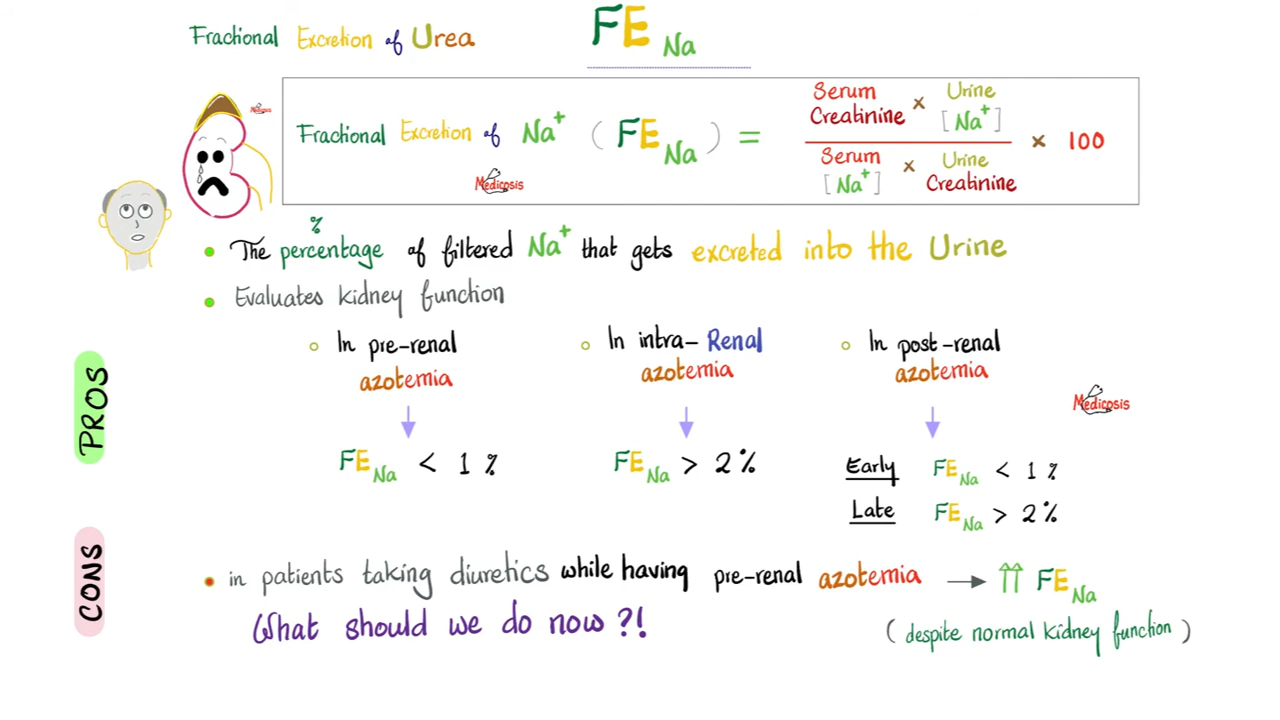 Fractional Excretion of Urea
FE Na
Medicosis
Fractional Excretion of Na+ ( FE Na ) = Serum Creatinine × Urine [Na+] / Serum [Na+] × Urine Creatinine × 100
Medicosis
%
The percentage of filtered Na+ that gets excreted into the Urine
Evaluates kidney function
PROS
In pre-renal azotemia
FE Na < 1 %
In intra-Renal azotemia
FE Na > 2 %
In post-renal azotemia
Early FE Na < 1 %
Late FE Na > 2 %
Medicosis
CONS
in patients taking diuretics while having pre-renal azotemia → ⇈ FE Na
(despite normal kidney function)
What should we do now ?!